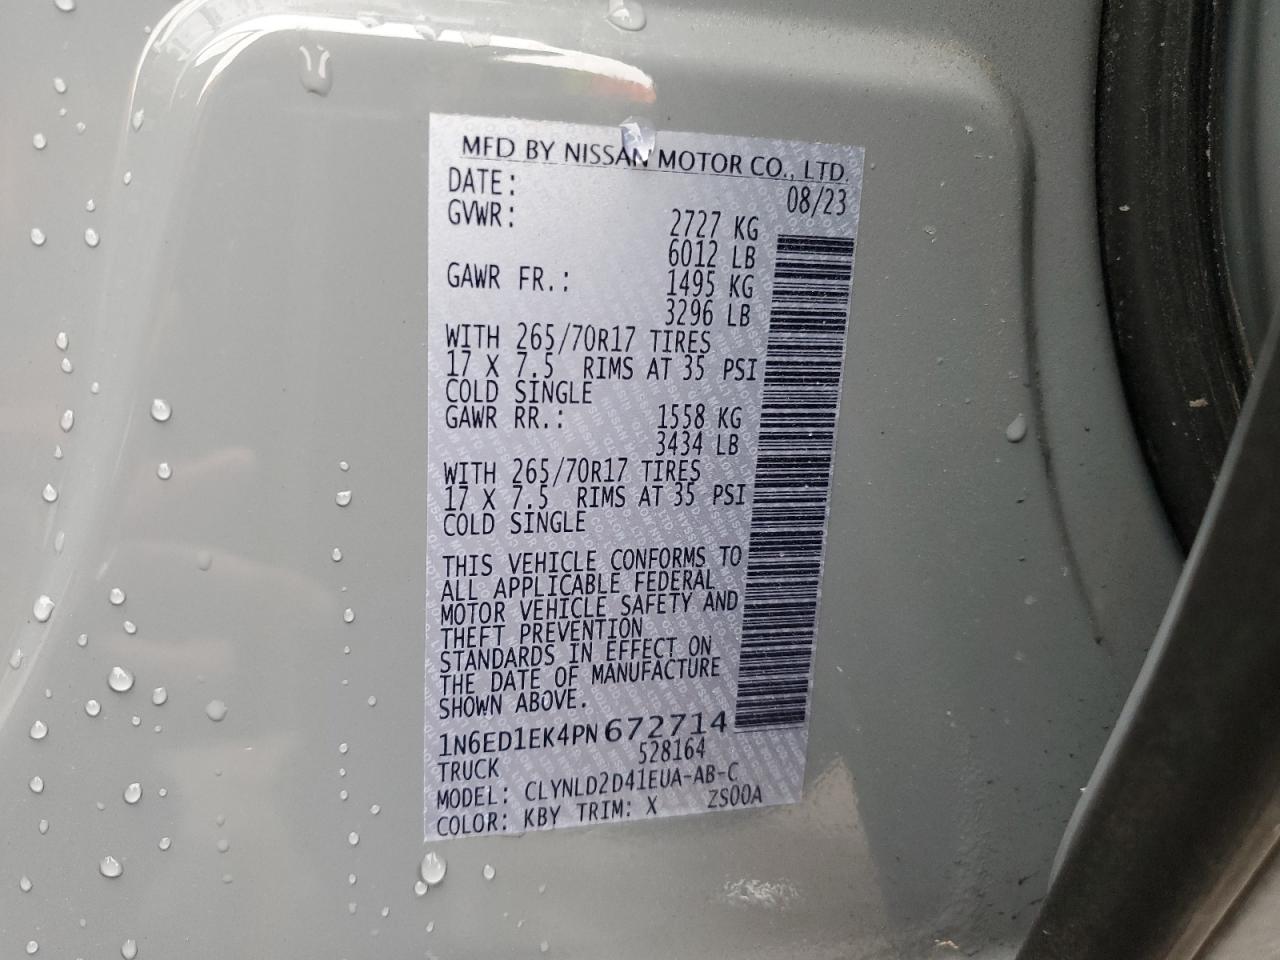 MFD BY NISSAN MOTOR CO., LTD.
DATE: 08/23
GVWR: 2727 KG
6012 LB
GAWR FR.: 1495 KG
3296 LB
WITH 265/70R17 TIRES
17 X 7.5 RIMS AT 35 PSI
COLD SINGLE
GAWR RR.: 1558 KG
3434 LB
WITH 265/70R17 TIRES
17 X 7.5 RIMS AT 35 PSI
COLD SINGLE
THIS VEHICLE CONFORMS TO
ALL APPLICABLE FEDERAL
MOTOR VEHICLE SAFETY AND
THEFT PREVENTION
STANDARDS IN EFFECT ON
THE DATE OF MANUFACTURE
SHOWN ABOVE.
1N6ED1EK4PN672714
528164
TRUCK
MODEL: CLYNLD2D41EUA-AB-C
COLOR: KBY TRIM: X ZS00A